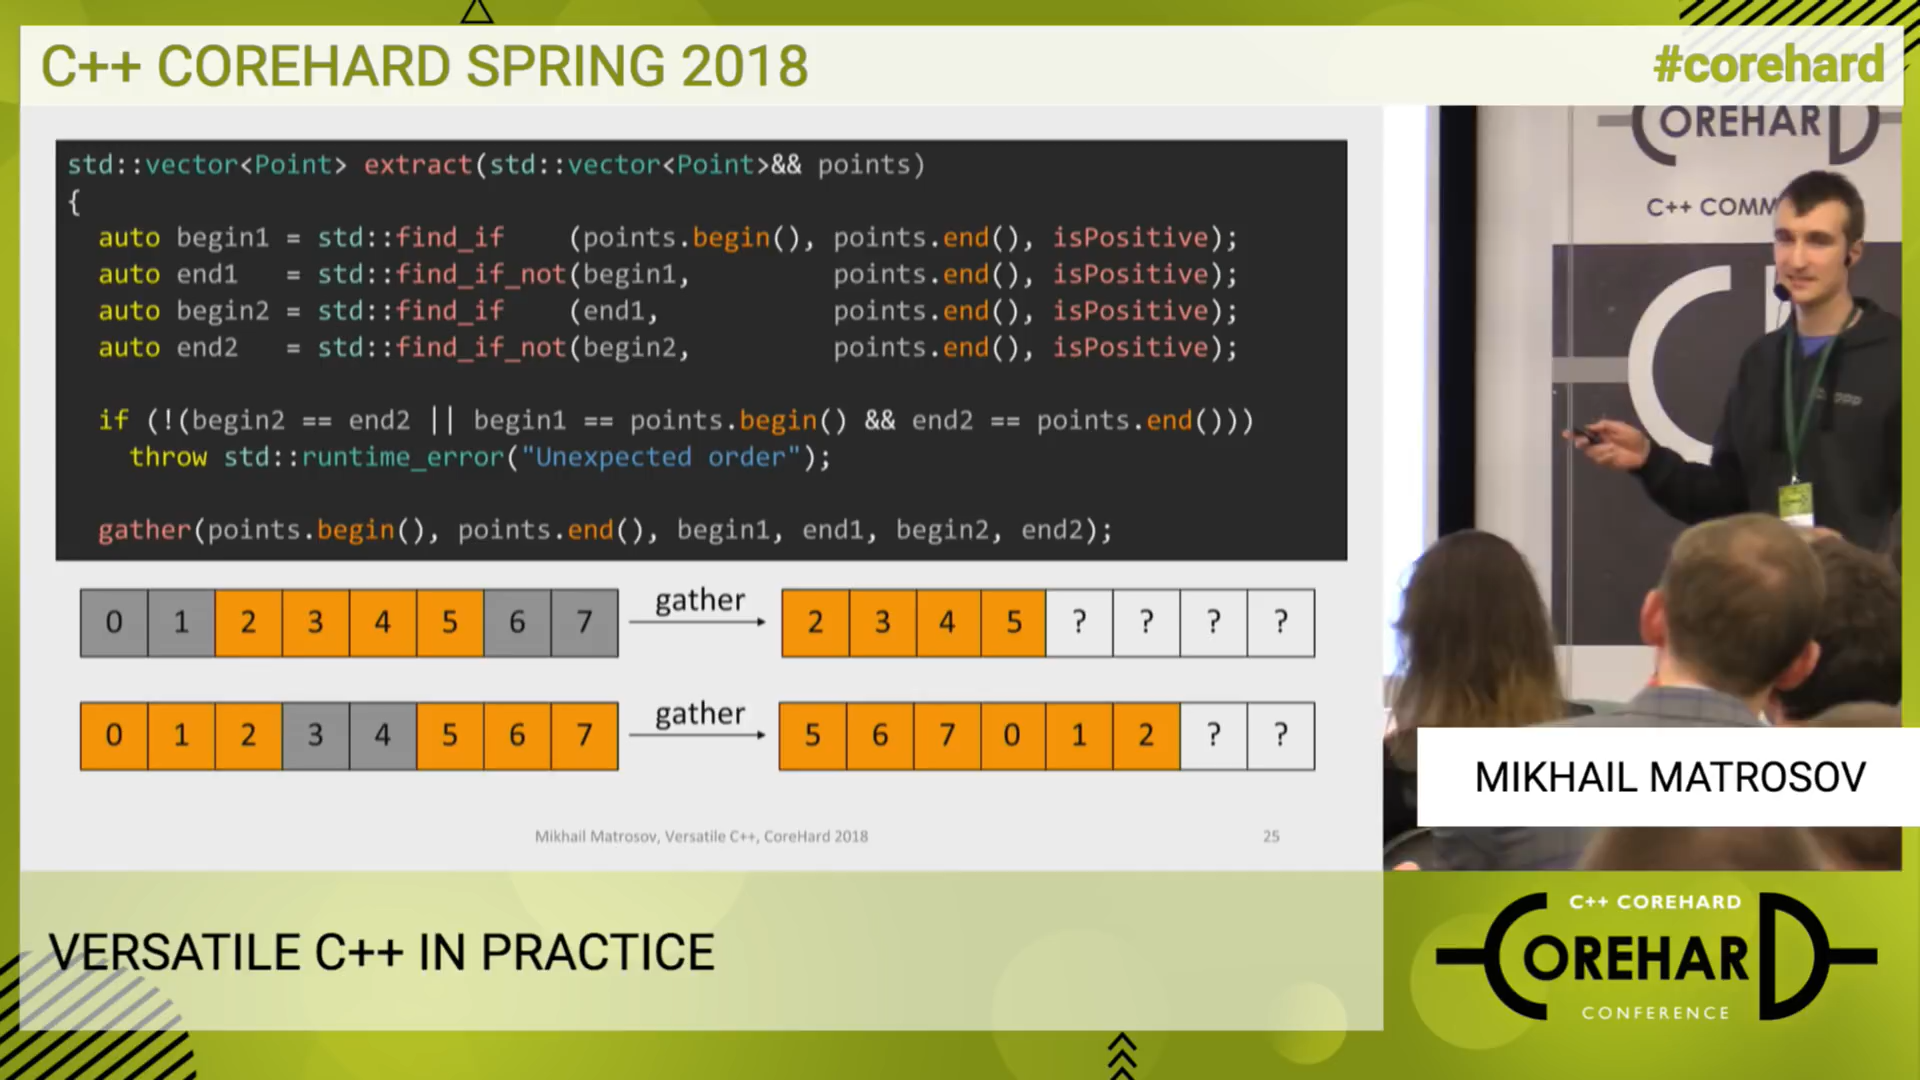 C++ COREHARD SPRING 2018
#corehard
std::vector<Point> extract(std::vector<Point>&& points)
{
auto begin1 = std::find_if    (points.begin(), points.end(), isPositive);
auto end1   = std::find_if_not(begin1,         points.end(), isPositive);
auto begin2 = std::find_if    (end1,           points.end(), isPositive);
auto end2   = std::find_if_not(begin2,         points.end(), isPositive);
if (!(begin2 == end2 || begin1 == points.begin() && end2 == points.end()))
throw std::runtime_error("Unexpected order");
gather(points.begin(), points.end(), begin1, end1, begin2, end2);
0 1 2 3 4 5 6 7 gather 2 3 4 5 ? ? ? ?
0 1 2 3 4 5 6 7 gather 5 6 7 0 1 2 ? ?
Mikhail Matrosov, Versatile C++, CoreHard 2018 25
OREHAR
C++ COMM
MIKHAIL MATROSOV
VERSATILE C++ IN PRACTICE
C++ COREHARD
COREHARD
CONFERENCE